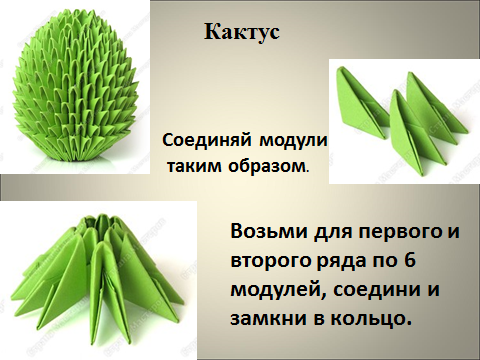 Кактус
Соединяй модули
таким образом.
Возьми для первого и
второго ряда по 6
модулей, соедини и
замкни в кольцо.